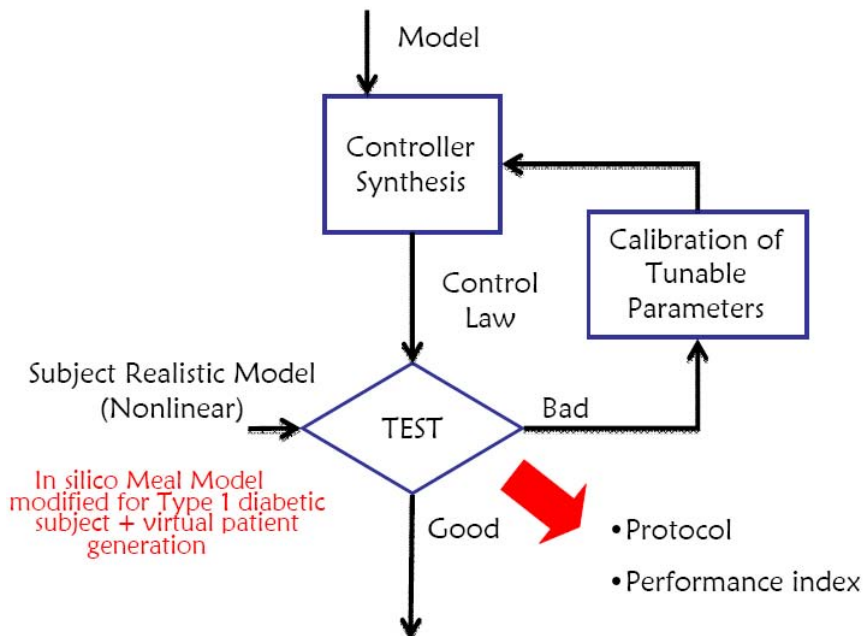 Model
Controller
Synthesis
Calibration of
Tunable
Parameters
Control
Law
Subject Realistic Model
(Nonlinear)
TEST
Bad
In silico Meal Model
modified for Type 1 diabetic
subject + virtual patient
generation
Good
•Protocol
•Performance index